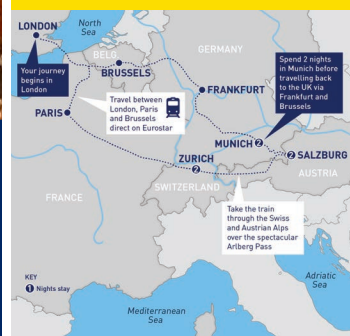 LONDON
North
Sea
Your journey
begins in
London
BELG
BRUSSELS
GERMANY
Spend 2 nights
in Munich before
travelling back
to the UK via
Frankfurt and
Brussels
Travel between
London, Paris
and Brussels
direct on Eurostar
FRANKFURT
PARIS
MUNICH 2
2 SALZBURG
ZURICH
2
AUSTRIA
SWITZERLAND
FRANCE
Take the train
through the Swiss
and Austrian Alps
over the spectacular
Arlberg Pass
KEY
1 Nights stay
Adriatic
Sea
Mediterranean
Sea